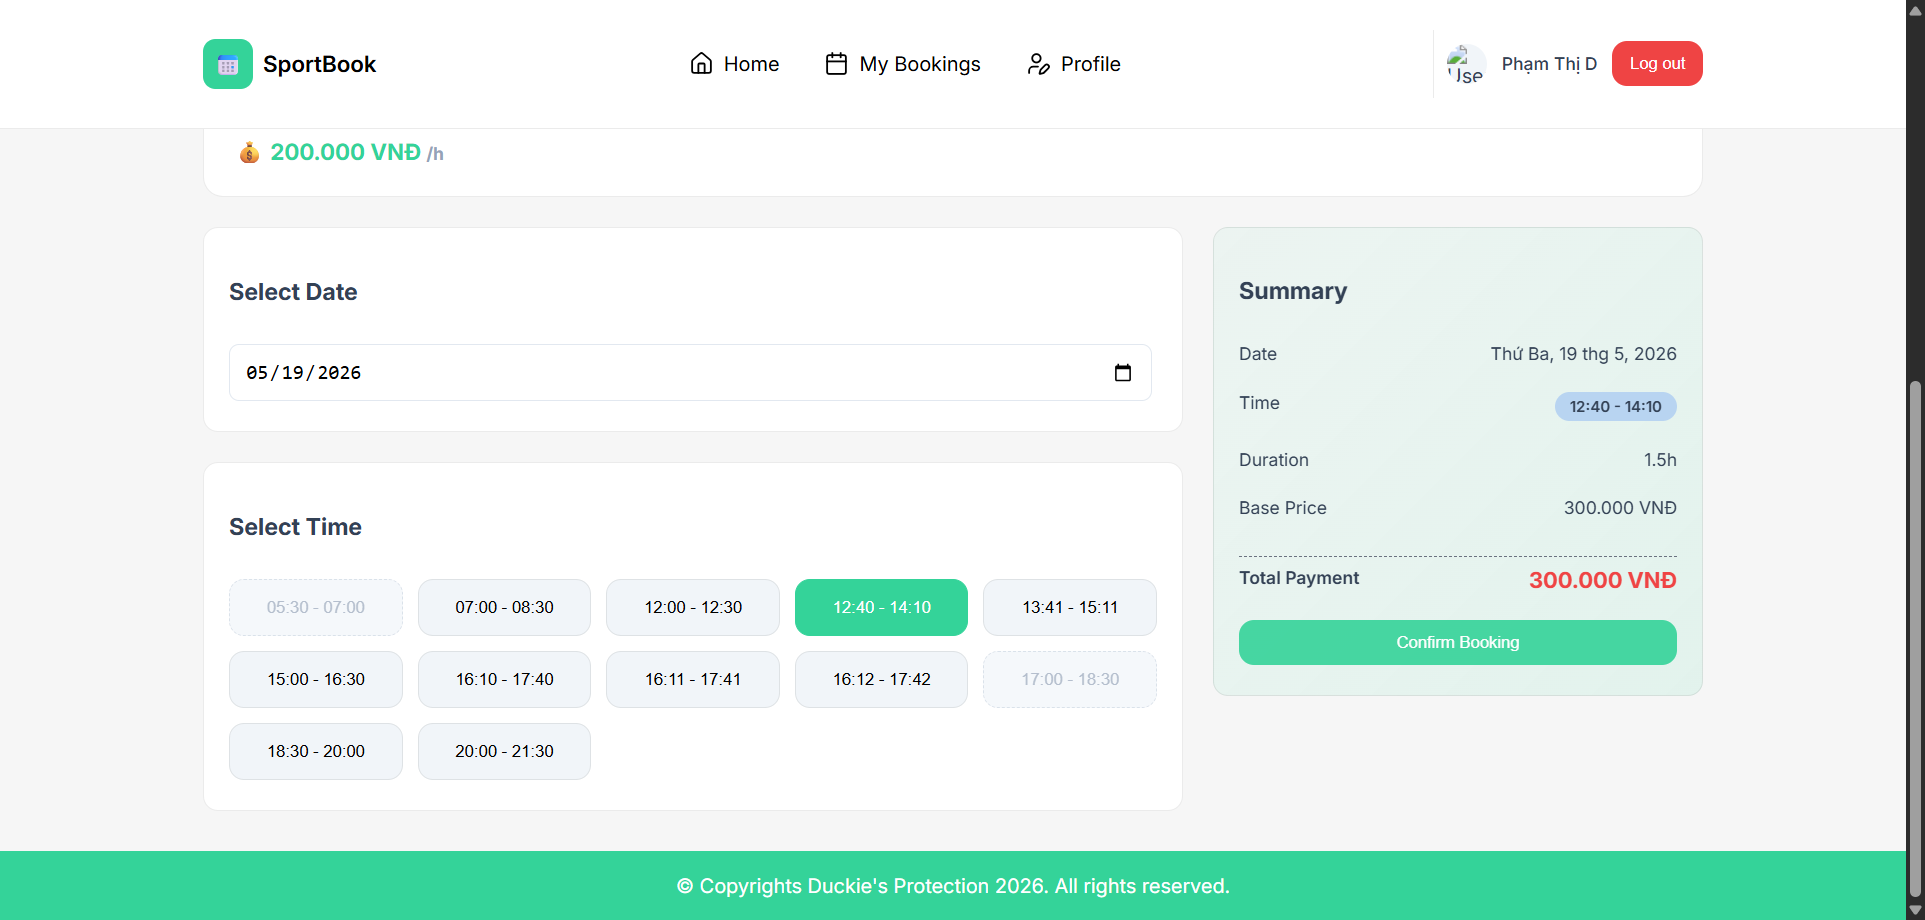 SportBook
Home
My Bookings
Profile
Use
Phạm Thị D
Log out
200.000 VNĐ /h
Select Date
05/19/2026
Select Time
05:30 - 07:00
07:00 - 08:30
12:00 - 12:30
12:40 - 14:10
13:41 - 15:11
15:00 - 16:30
16:10 - 17:40
16:11 - 17:41
16:12 - 17:42
17:00 - 18:30
18:30 - 20:00
20:00 - 21:30
Summary
Date Thứ Ba, 19 thg 5, 2026
Time 12:40 - 14:10
Duration 1.5h
Base Price 300.000 VNĐ
Total Payment 300.000 VNĐ
Confirm Booking
© Copyrights Duckie's Protection 2026. All rights reserved.